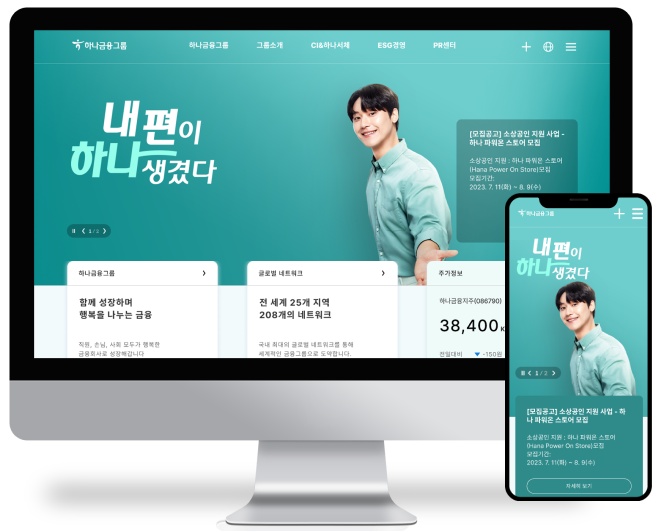 하나금융그룹
하나금융그룹 그룹소개 CI&하나서체 ESG경영 PR센터
내 편이
하나 생겼다
[모집공고] 소상공인 지원 사업 -
하나 파워온 스토어 모집
소상공인 지원 : 하나 파워온 스토어
(Hana Power On Store)모집
모집기간:
2023. 7. 11(화) ~ 8. 9(수)
1/2
하나금융그룹
함께 성장하며
행복을 나누는 금융
직원, 손님, 사회 모두가 행복한
금융회사로 성장해갑니다
글로벌 네트워크
전 세계 25개 지역
208개의 네트워크
국내 최대의 글로벌 네트워크를 통해
세계적인 금융그룹으로 도약합니다.
주가정보
하나금융지주(086790)
38,400
전일대비 ▼ -150원
하나금융그룹
내 편이
하나 생겼다
1/2
[모집공고] 소상공인 지원 사업 - 하
나 파워온 스토어 모집
소상공인 지원 : 하나 파워온 스토어
(Hana Power On Store)모집
모집기간:
2023. 7. 11(화) ~ 8. 9(수)
자세히 보기